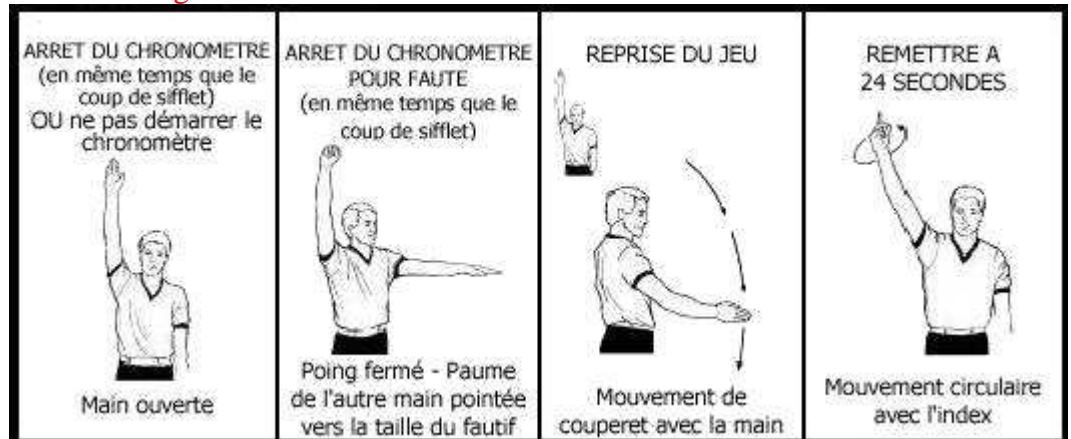 ARRET DU CHRONOMETRE
(en même temps que le
coup de sifflet)
OU ne pas démarrer le
chronomètre
Main ouverte
ARRET DU CHRONOMETRE
POUR FAUTE
(en même temps que le
coup de sifflet)
Poing fermé - Paume
de l'autre main pointée
vers la taille du fautif
REPRISE DU JEU
Mouvement de
couperet avec la main
REMETTRE A
24 SECONDES
Mouvement circulaire
avec l'index